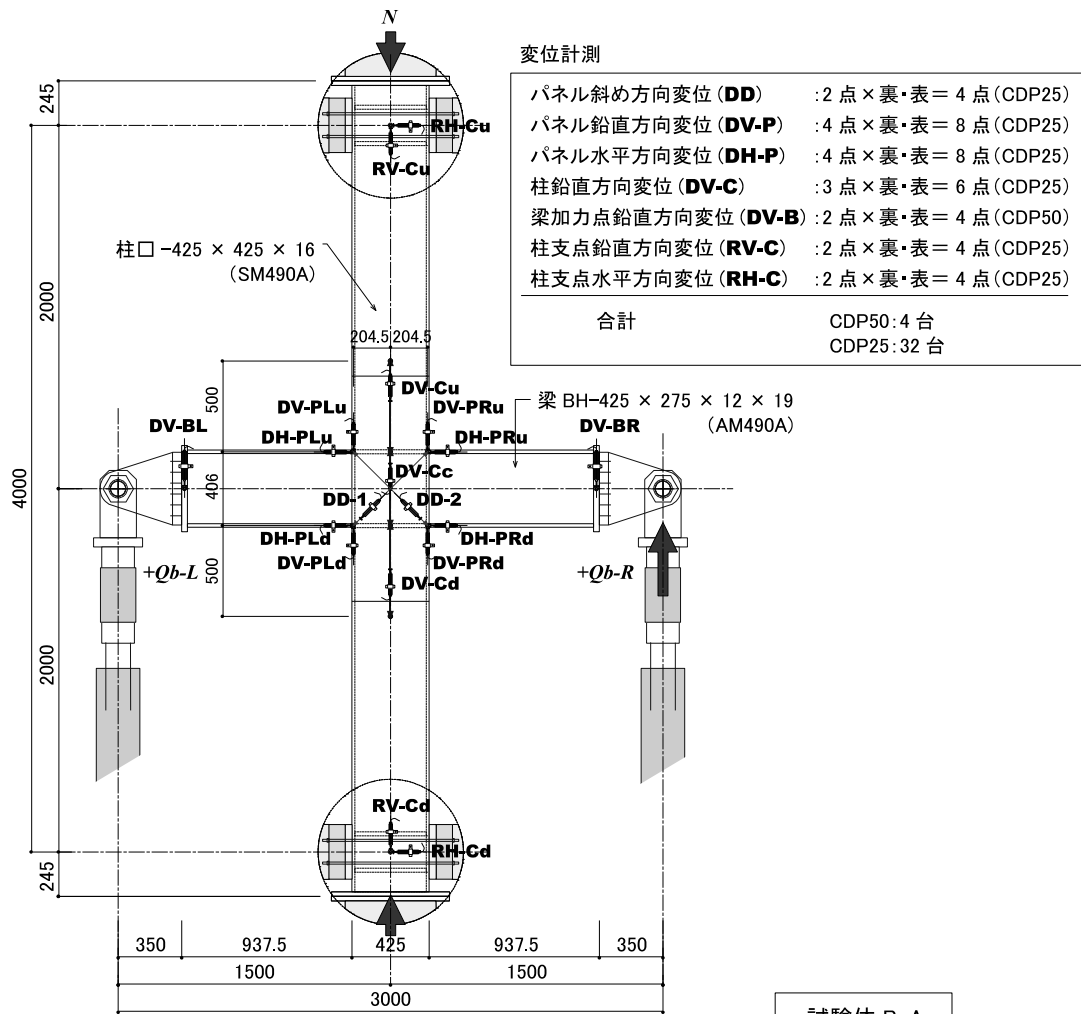 N
変位計測
パネル斜め方向変位(DD) :2 点×裏・表= 4 点(CDP25)
パネル鉛直方向変位(DV-P) :4 点×裏・表= 8 点(CDP25)
パネル水平方向変位(DH-P) :4 点×裏・表= 8 点(CDP25)
柱鉛直方向変位(DV-C) :3 点×裏・表= 6 点(CDP25)
梁加力点鉛直方向変位(DV-B) :2 点×裏・表= 4 点(CDP50)
柱支点鉛直方向変位(RV-C) :2 点×裏・表= 4 点(CDP25)
柱支点水平方向変位(RH-C) :2 点×裏・表= 4 点(CDP25)
合計 CDP50:4 台
CDP25:32 台
245
RH-Cu
RV-Cu
柱口-425 × 425 × 16
(SM490A)
2000
204.5 204.5
500
DV-Cu
DV-PLu DV-PRu
梁 BH-425 × 275 × 12 × 19
(AM490A)
DV-BL DV-BR
DH-PLu DH-PRu
DV-Cc
4000
406
DD-1 DD-2
DH-PLd DH-PRd
DV-PLd DV-PRd
+Qb-L +Qb-R
500
DV-Cd
2000
RV-Cd
RH-Cd
245
350 937.5 425 937.5 350
1500 1500
3000